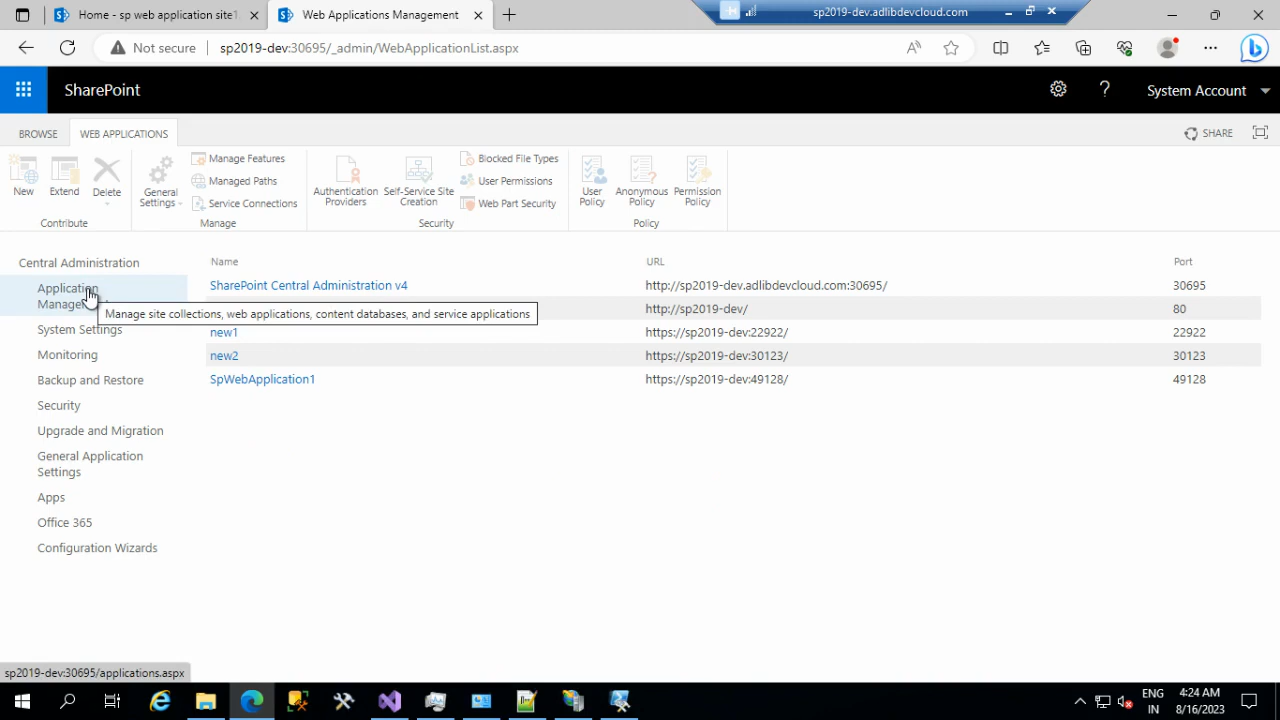 Home - sp web application site1
Web Applications Management
sp2019-dev.adlibdevcloud.com
Not secure
sp2019-dev:30695/_admin/WebApplicationList.aspx
SharePoint
System Account
BROWSE
WEB APPLICATIONS
SHARE
New
Extend
Delete
General Settings
Manage Features
Managed Paths
Service Connections
Authentication Providers
Self-Service Site Creation
Blocked File Types
User Permissions
Web Part Security
User Policy
Anonymous Policy
Permission Policy
Contribute
Manage
Security
Policy
Central Administration
Application
Manage
System Settings
Monitoring
Backup and Restore
Security
Upgrade and Migration
General Application
Settings
Apps
Office 365
Configuration Wizards
Name URL Port
SharePoint Central Administration v4 http://sp2019-dev.adlibdevcloud.com:30695/ 30695
http://sp2019-dev/ 80
Manage site collections, web applications, content databases, and service applications
new1 https://sp2019-dev:22922/ 22922
new2 https://sp2019-dev:30123/ 30123
SpWebApplication1 https://sp2019-dev:49128/ 49128
sp2019-dev:30695/applications.aspx
ENG
IN
4:24 AM
8/16/2023